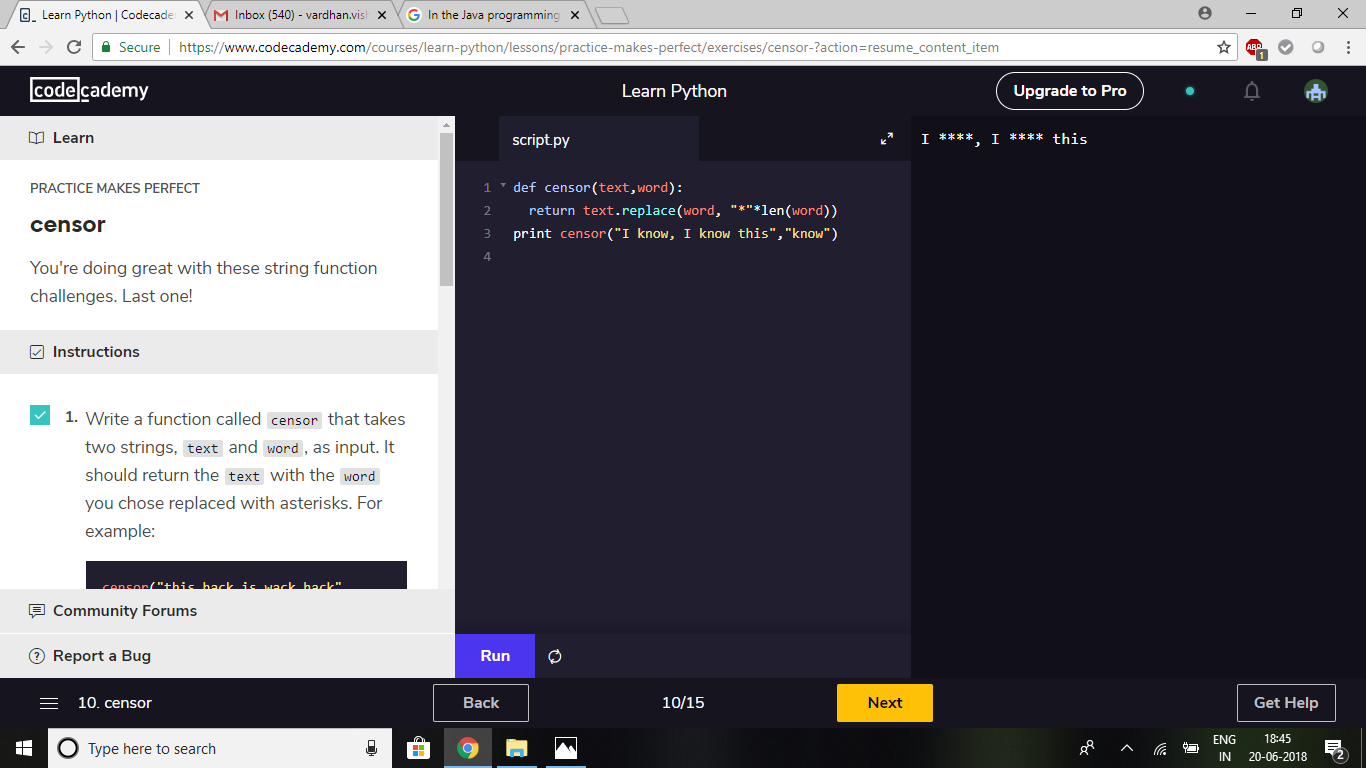 Learn Python | Codecade
Inbox (540) - vardhan.vis
In the Java programming
Secure
https://www.codecademy.com/courses/learn-python/lessons/practice-makes-perfect/exercises/censor-?action=resume_content_item
ABP
1
codecademy
Learn Python
Upgrade to Pro
Learn
PRACTICE MAKES PERFECT
censor
You're doing great with these string function
challenges. Last one!
Instructions
1. Write a function called censor that takes
two strings, text and word, as input. It
should return the text with the word
you chose replaced with asterisks. For
example:
censor("this hack is wack hack",
Community Forums
? Report a Bug
script.py
1 def censor(text,word):
2   return text.replace(word, "*"*len(word))
3 print censor("I know, I know this","know")
4
Run
I ****, I **** this
10. censor
Back
10/15
Next
Get Help
Type here to search
ENG
IN
18:45
20-06-2018
2